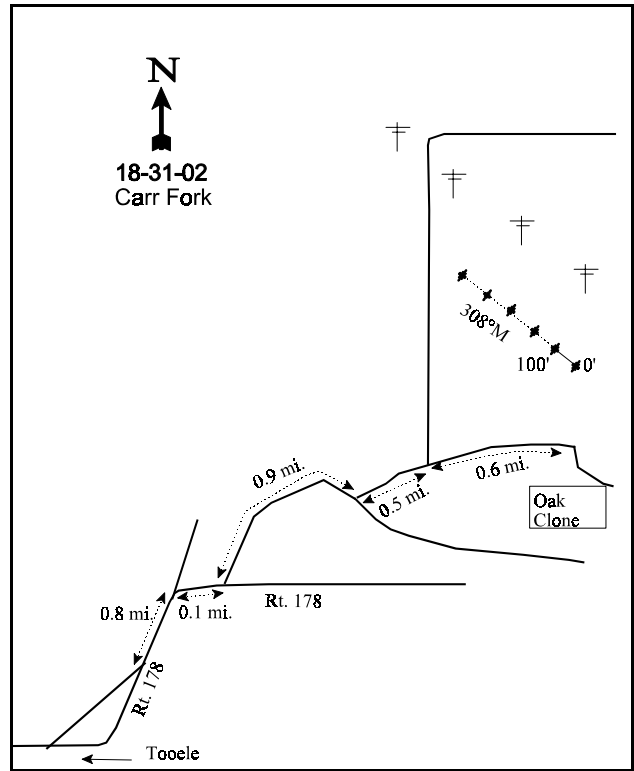 N
18-31-02
Carr Fork
308°M
100'
0'
0.9 mi.
0.5 mi.
0.6 mi.
Oak
Clone
0.8 mi.
0.1 mi.
Rt. 178
Rt. 178
Tooele